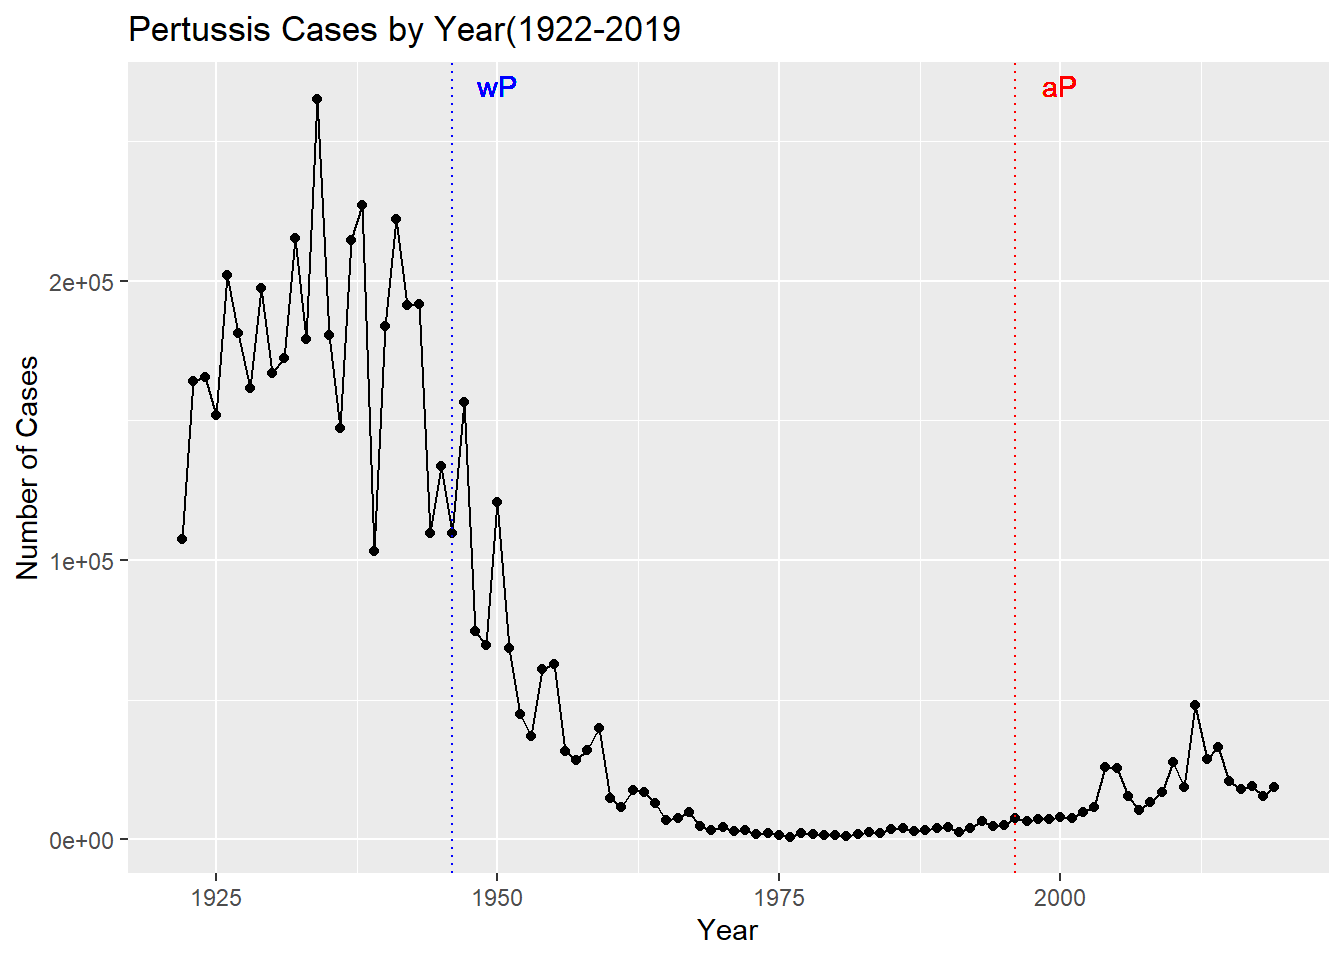 Pertussis Cases by Year(1922-2019
wP
aP
Number of Cases
2e+05
1e+05
0e+00
1925
1950
1975
2000
Year